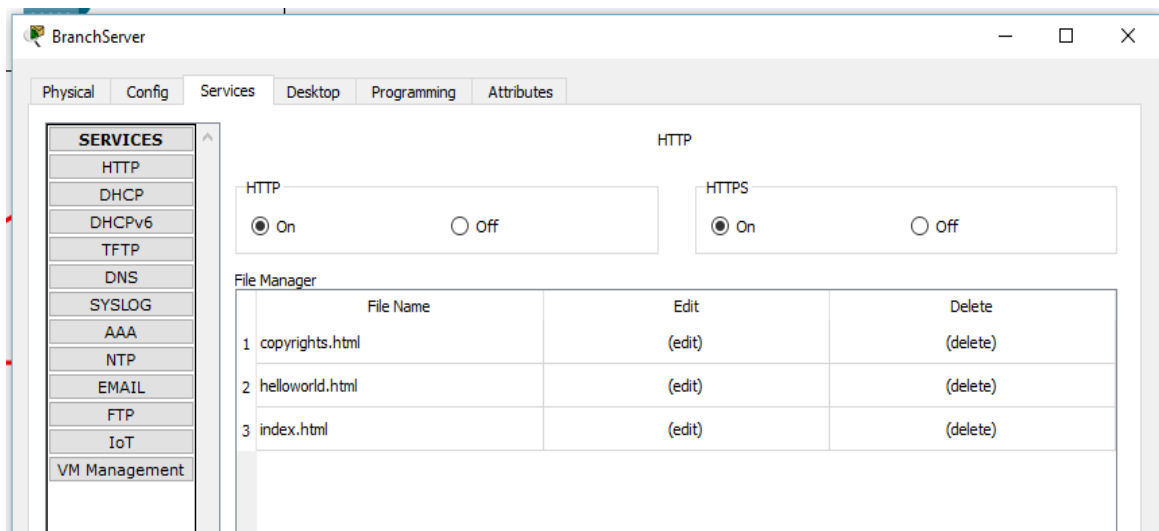 BranchServer
Physical Config Services Desktop Programming Attributes
SERVICES
HTTP
DHCP
DHCPv6
TFTP
DNS
SYSLOG
AAA
NTP
EMAIL
FTP
IoT
VM Management
HTTP
HTTP
On Off
HTTPS
On Off
File Manager
File Name Edit Delete
1 copyrights.html (edit) (delete)
2 helloworld.html (edit) (delete)
3 index.html (edit) (delete)